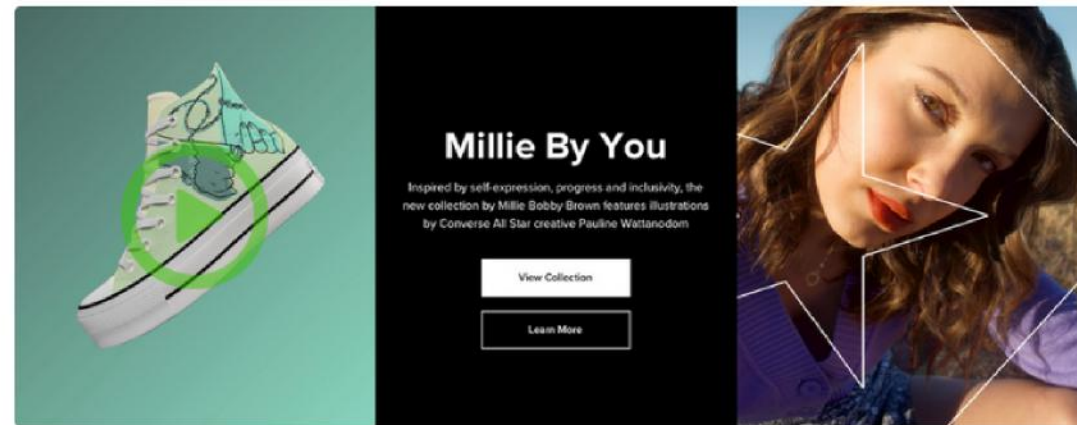 Millie By You
Inspired by self-expression, progress and inclusivity, the
new collection by Millie Bobby Brown features illustrations
by Converse All Star creative Pauline Wattanodom
View Collection
Learn More